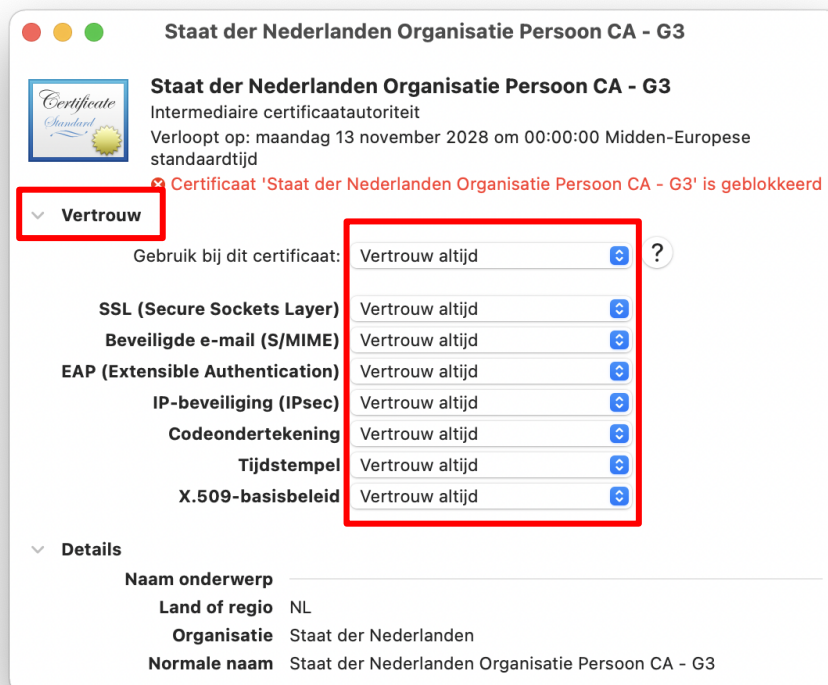 Staat der Nederlanden Organisatie Persoon CA - G3
Certificate
Standard
Staat der Nederlanden Organisatie Persoon CA - G3
Intermediaire certificaatautoriteit
Verloopt op: maandag 13 november 2028 om 00:00:00 Midden-Europese
standaardtijd
Certificaat 'Staat der Nederlanden Organisatie Persoon CA - G3' is geblokkeerd
Vertrouw
Gebruik bij dit certificaat: Vertrouw altijd ?
SSL (Secure Sockets Layer) Vertrouw altijd
Beveiligde e-mail (S/MIME) Vertrouw altijd
EAP (Extensible Authentication) Vertrouw altijd
IP-beveiliging (IPsec) Vertrouw altijd
Codeondertekening Vertrouw altijd
Tijdstempel Vertrouw altijd
X.509-basisbeleid Vertrouw altijd
Details
Naam onderwerp
Land of regio NL
Organisatie Staat der Nederlanden
Normale naam Staat der Nederlanden Organisatie Persoon CA - G3